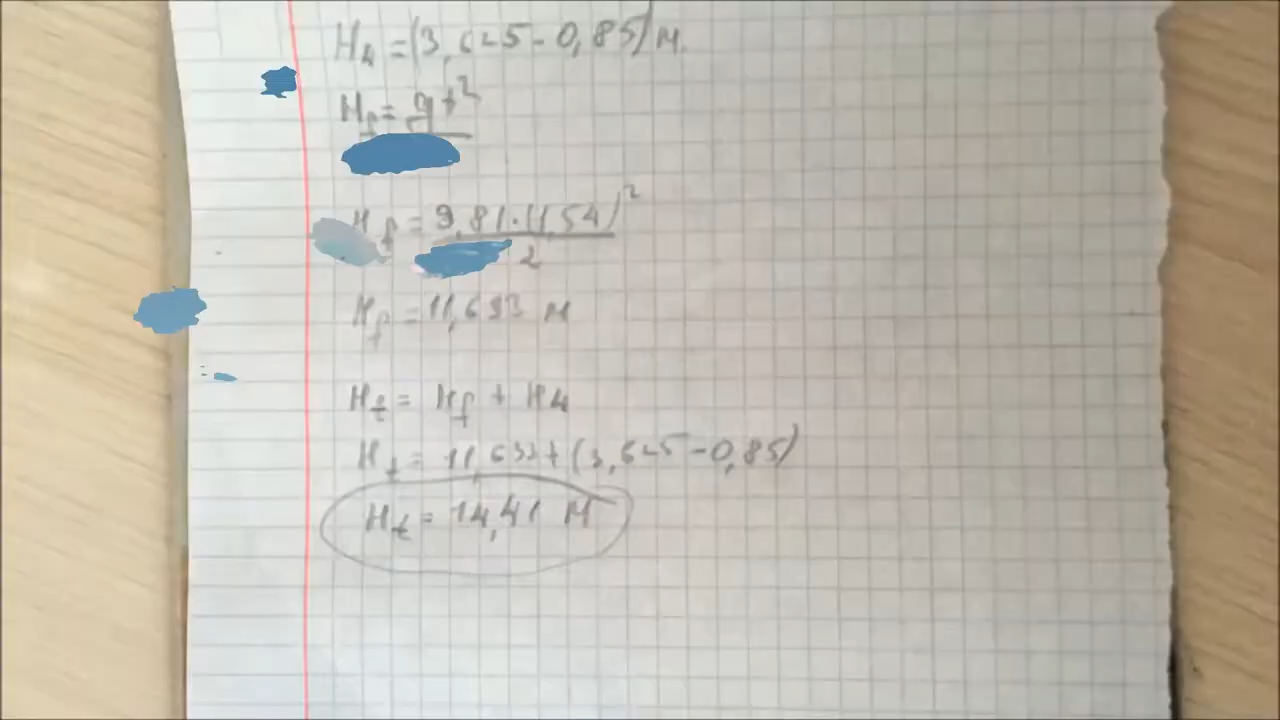 H4 = (3,625 - 0,85) м.
Hf = gt²
Hf = 9,81·(1,54)²
2
Hf = 11,633 м
Ht = Hf + H4
Ht = 11,633 + (3,625 - 0,85)
Ht = 14,41 м